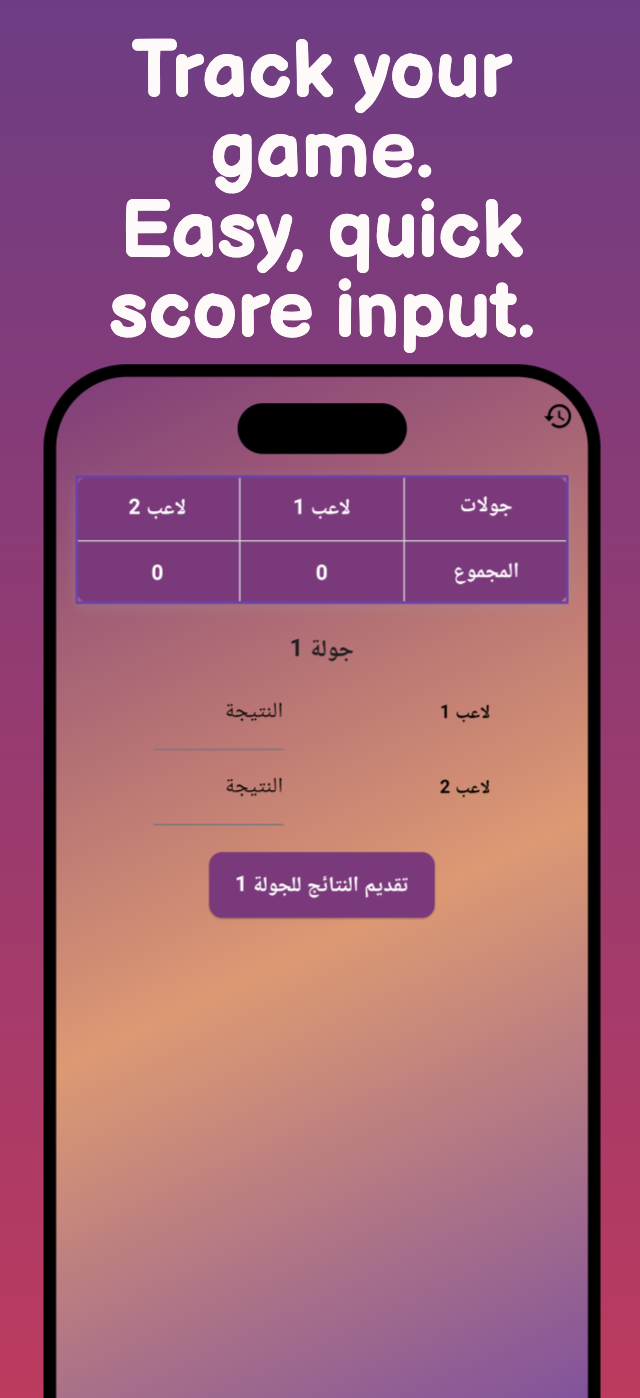 Track your
game.
Easy, quick
score input.
جولات لاعب 1 لاعب 2
المجموع 0 0
جولة 1
لاعب 1 النتيجة
لاعب 2 النتيجة
تقديم النتائج للجولة 1